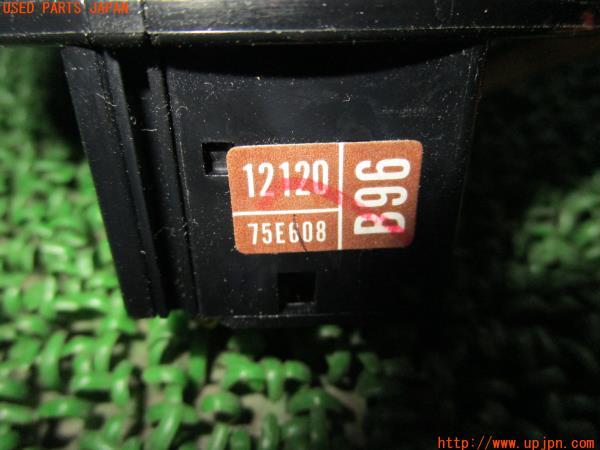 USED PARTS JAPAN
12120
75E608
B96
http://www.upjpn.com/